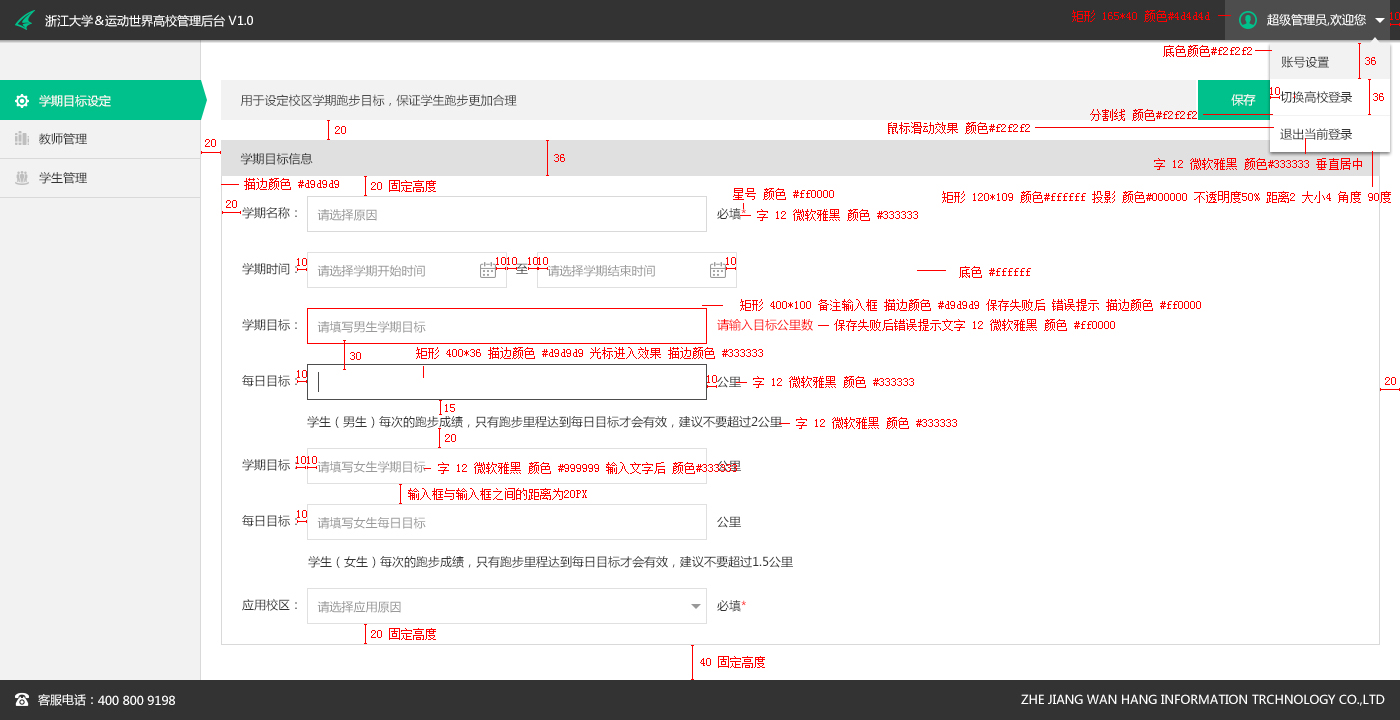 浙江大学&运动世界高校管理后台 V1.0
矩形 165*40 颜色#4d4d4d
超级管理员,欢迎您
10
底色颜色#f2f2f2
账号设置
36
学期目标设定
用于设定校区学期跑步目标，保证学生跑步更加合理
保存
10
切换高校登录
36
分割线 颜色#f2f2f2
20
鼠标滑动效果 颜色#f2f2f2
退出当前登录
教师管理
20
学期目标信息
36
字 12 微软雅黑 颜色#333333 垂直居中
学生管理
描边颜色 #d9d9d9
20 固定高度
星号 颜色 #ff0000
矩形 120*109 颜色#ffffff 投影 颜色#000000 不透明度50% 距离2 大小4 角度 90度
20
学期名称：
请选择原因
必填*
字 12 微软雅黑 颜色 #333333
学期时间：
10
请选择学期开始时间
10
10
至
10
10
请选择学期结束时间
10
底色 #ffffff
矩形 400*100 备注输入框 描边颜色 #d9d9d9 保存失败后 错误提示 描边颜色 #ff0000
学期目标：
请填写男生学期目标
请输入目标公里数
保存失败后错误提示文字 12 微软雅黑 颜色 #ff0000
30
矩形 400*36 描边颜色 #d9d9d9 光标进入效果 描边颜色 #333333
每日目标：
10
10
公里
字 12 微软雅黑 颜色 #333333
20
15
学生（男生）每次的跑步成绩，只有跑步里程达到每日目标才会有效，建议不要超过2公里
字 12 微软雅黑 颜色 #333333
20
学期目标：
10
10
请填写女生学期目标
字 12 微软雅黑 颜色 #999999 输入文字后 颜色#333333
公里
输入框与输入框之间的距离为20PX
每日目标：
10
请填写女生每日目标
公里
学生（女生）每次的跑步成绩，只有跑步里程达到每日目标才会有效，建议不要超过1.5公里
应用校区：
请选择应用原因
必填*
20 固定高度
40 固定高度
客服电话：400 800 9198
ZHE JIANG WAN HANG INFORMATION TRCHNOLOGY CO.,LTD